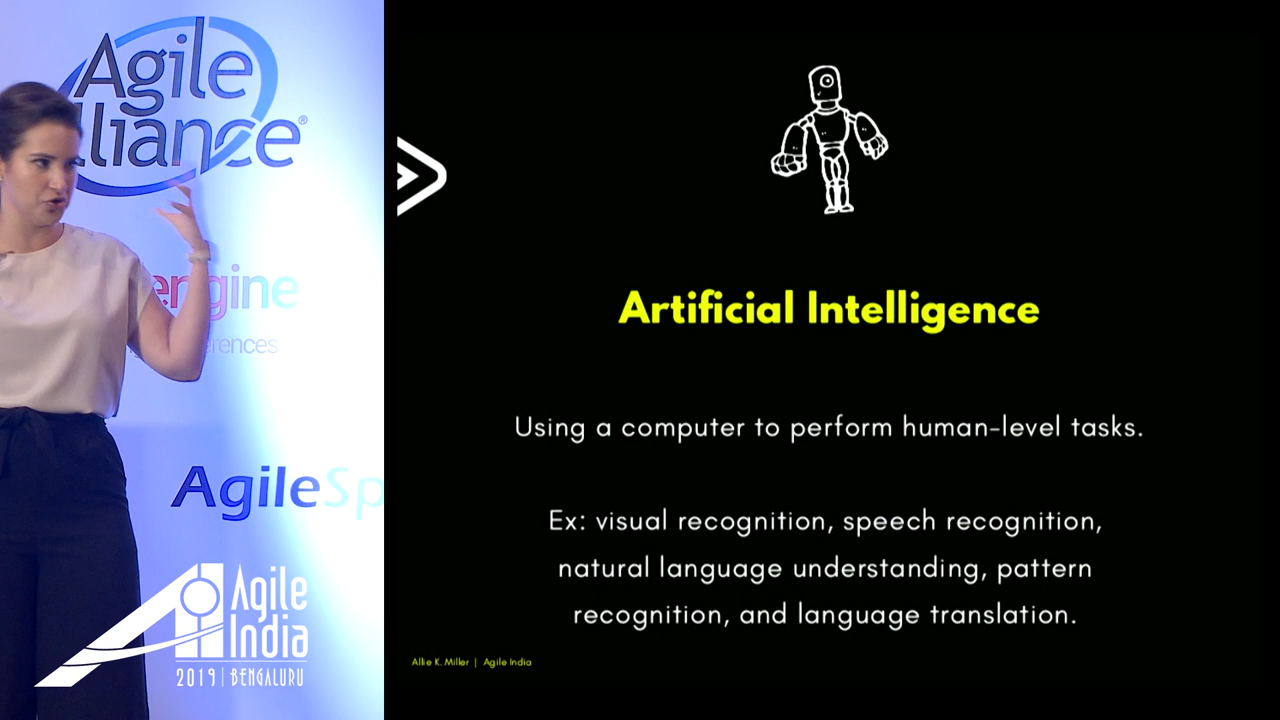 Agile
lliance®
engine
erences
AgileSp
Agile
India
2019 | BENGALURU
Artificial Intelligence
Using a computer to perform human-level tasks.
Ex: visual recognition, speech recognition,
natural language understanding, pattern
recognition, and language translation.
Allie K. Miller | Agile India